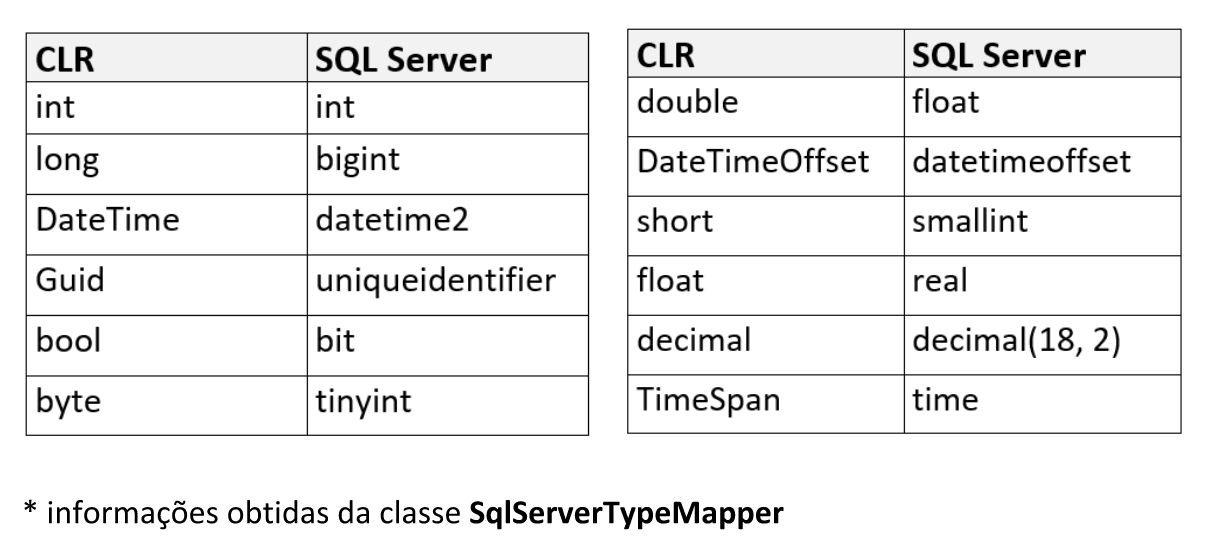 CLR SQL Server
int int
long bigint
DateTime datetime2
Guid uniqueidentifier
bool bit
byte tinyint
CLR SQL Server
double float
DateTimeOffset datetimeoffset
short smallint
float real
decimal decimal(18, 2)
TimeSpan time
* informações obtidas da classe SqlServerTypeMapper